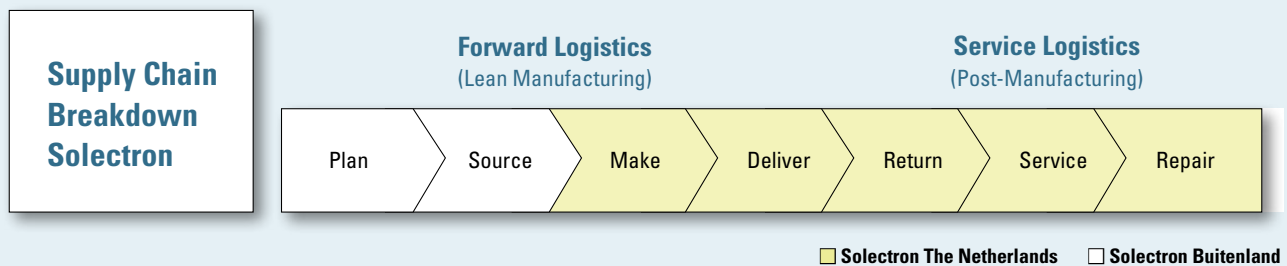 Supply Chain
Breakdown
Solectron
Forward Logistics
(Lean Manufacturing)
Service Logistics
(Post-Manufacturing)
Plan
Source
Make
Deliver
Return
Service
Repair
Solectron The Netherlands
Solectron Buitenland